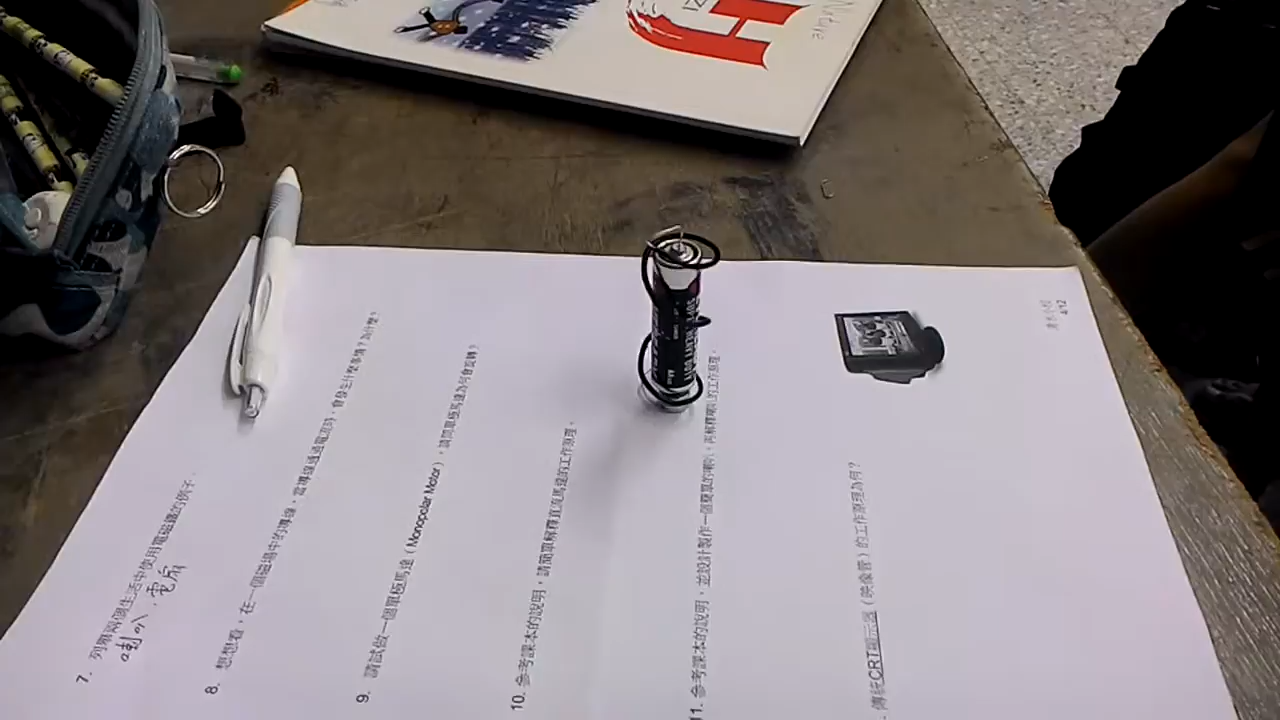 7. 列舉兩個生活中使用電磁鐵的例子.
喇叭、電扇
8. 想想看，在一個磁場中的導線，當導線通過電流時，會發生什麼事情？為什麼？
9. 請試做一個單極馬達（Monopolar Motor），請問單極馬達為何會旋轉？
10. 參考課本的說明，請簡單解釋直流馬達的工作原理。
11. 參考課本的說明，並設計製作一個簡單的喇叭，再解釋喇叭的工作原理。
. 傳統CRT顯示器（映像管）的工作原理為何？
4/12
H